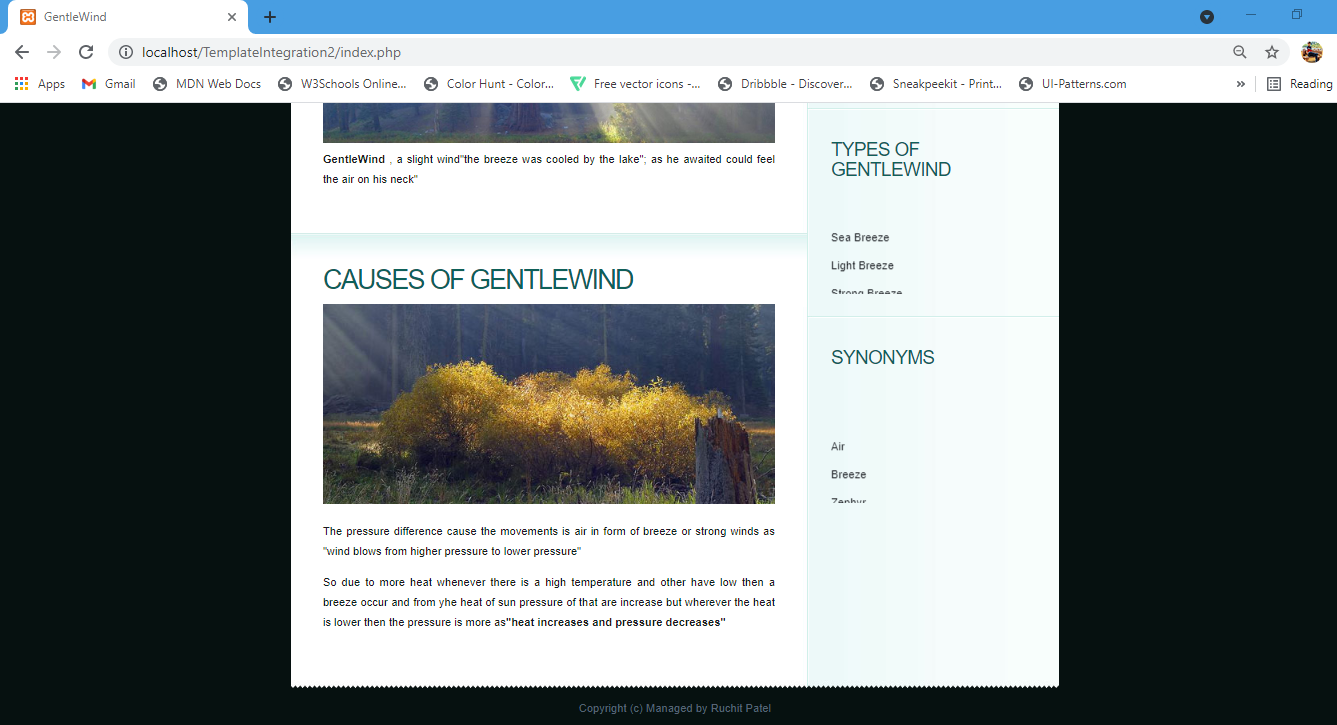 GentleWind
localhost/TemplateIntegration2/index.php
Apps Gmail MDN Web Docs W3Schools Online... Color Hunt - Color... Free vector icons -... Dribbble - Discover... Sneakpeekit - Print... UI-Patterns.com » Reading
GentleWind , a slight wind"the breeze was cooled by the lake"; as he awaited could feel
the air on his neck"
CAUSES OF GENTLEWIND
The pressure difference cause the movements is air in form of breeze or strong winds as
"wind blows from higher pressure to lower pressure"
So due to more heat whenever there is a high temperature and other have low then a
breeze occur and from yhe heat of sun pressure of that are increase but wherever the heat
is lower then the pressure is more as"heat increases and pressure decreases"
TYPES OF
GENTLEWIND
Sea Breeze
Light Breeze
Strong Breeze
SYNONYMS
Air
Breeze
Zephyr
Copyright (c) Managed by Ruchit Patel